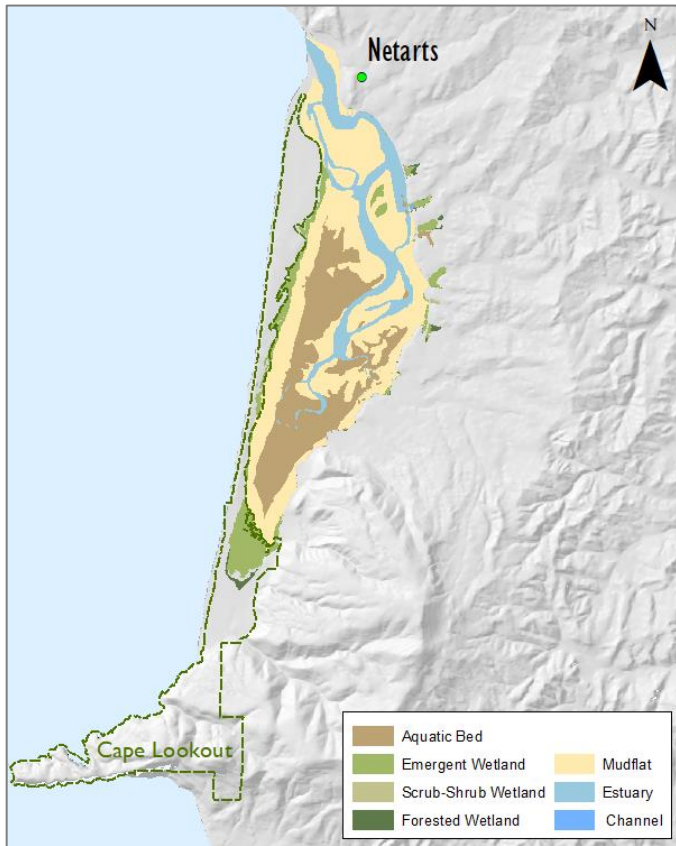 Netarts
N
Cape Lookout
Aquatic Bed
Emergent Wetland
Scrub-Shrub Wetland
Forested Wetland
Mudflat
Estuary
Channel